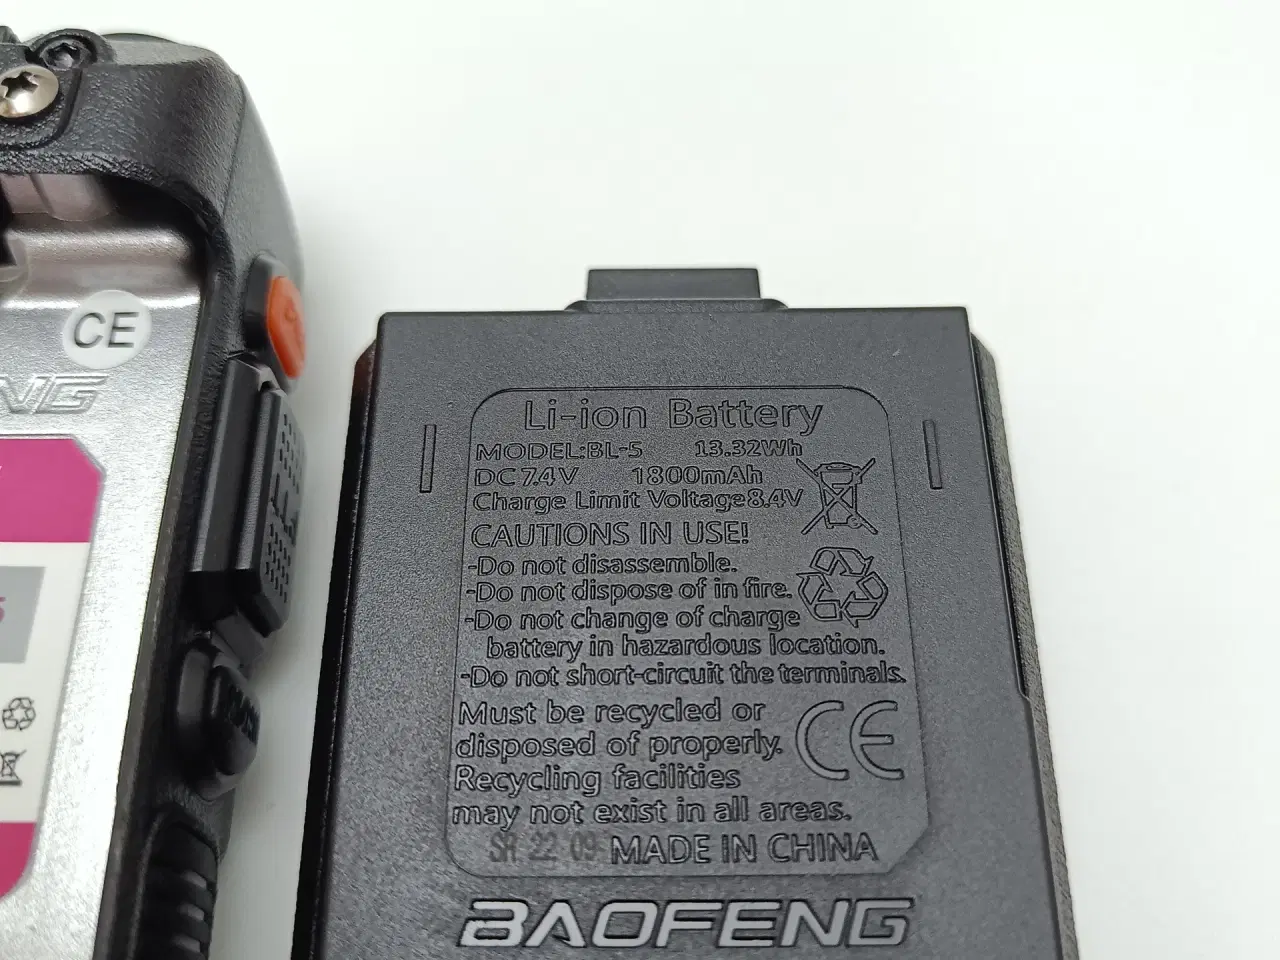 CE
NG
PTT
Li-ion Battery
MODEL:BL-5 13.32Wh
DC7.4V 1800mAh
Charge Limit Voltage8.4V
CAUTIONS IN USE!
-Do not disassemble.
-Do not dispose of in fire.
-Do not change of charge
battery in hazardous location.
-Do not short-circuit the terminals.
Must be recycled or
disposed of properly.
Recycling facilities
may not exist in all areas.
CE
SH 22 09 MADE IN CHINA
BAOFENG